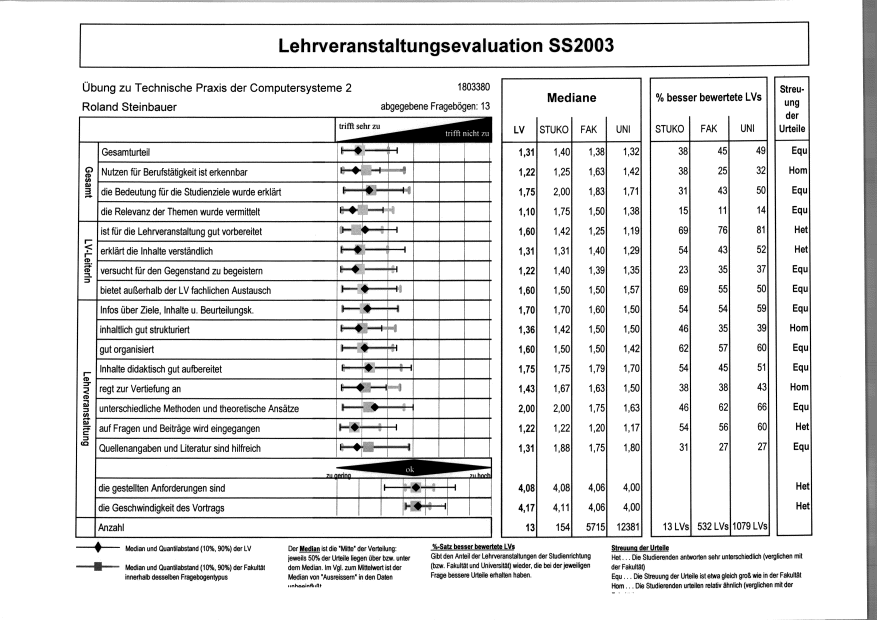 Lehrveranstaltungsevaluation SS2003
Übung zu Technische Praxis der Computersysteme 2 1803380
Roland Steinbauer abgegebene Fragebögen: 13
Mediane % besser bewertete LVs Streu-
ung
der
Urteile
trifft sehr zu trifft nicht zu
LV STUKO FAK UNI STUKO FAK UNI
Gesamt
Gesamturteil 1,31 1,40 1,38 1,32 38 45 49 Equ
Nutzen für Berufstätigkeit ist erkennbar 1,22 1,25 1,63 1,42 38 25 32 Hom
die Bedeutung für die Studienziele wurde erklärt 1,75 2,00 1,83 1,71 31 43 50 Equ
die Relevanz der Themen wurde vermittelt 1,10 1,75 1,50 1,38 15 11 14 Equ
LV-LeiterIn
ist für die Lehrveranstaltung gut vorbereitet 1,60 1,42 1,25 1,19 69 76 81 Het
erklärt die Inhalte verständlich 1,31 1,31 1,40 1,29 54 43 52 Het
versucht für den Gegenstand zu begeistern 1,22 1,40 1,39 1,35 23 35 37 Equ
bietet außerhalb der LV fachlichen Austausch 1,60 1,50 1,50 1,57 69 55 50 Equ
Lehrveranstaltung
Infos über Ziele, Inhalte u. Beurteilungsk. 1,70 1,70 1,60 1,50 54 54 59 Equ
inhaltlich gut strukturiert 1,36 1,42 1,50 1,50 46 35 39 Hom
gut organisiert 1,60 1,50 1,50 1,42 62 57 60 Equ
Inhalte didaktisch gut aufbereitet 1,75 1,75 1,79 1,70 54 45 51 Equ
regt zur Vertiefung an 1,43 1,67 1,63 1,50 38 38 43 Hom
unterschiedliche Methoden und theoretische Ansätze 2,00 2,00 1,75 1,63 46 62 66 Equ
auf Fragen und Beiträge wird eingegangen 1,22 1,22 1,20 1,17 54 56 60 Het
Quellenangaben und Literatur sind hilfreich 1,31 1,88 1,75 1,80 31 27 27 Equ
zu gering ok zu hoch
die gestellten Anforderungen sind 4,08 4,08 4,06 4,00 Het
die Geschwindigkeit des Vortrags 4,17 4,11 4,06 4,00 Het
Anzahl 13 154 5715 12381 13 LVs 532 LVs 1079 LVs
Median und Quantilabstand (10%, 90%) der LV
Median und Quantilabstand (10%, 90%) der Fakultät
innerhalb desselben Fragebogentypus
Der Median ist die "Mitte" der Verteilung:
jeweils 50% der Urteile liegen über bzw. unter
dem Median. Im Vgl. zum Mittelwert ist der
Median von "Ausreissern" in den Daten
unbeeinflußt
%-Satz besser bewertete LVs
Gibt den Anteil der Lehrveranstaltungen der Studienrichtung
(bzw. Fakultät und Universität) wieder, die bei der jeweiligen
Frage bessere Urteile erhalten haben.
Streuung der Urteile
Het . . . Die Studierenden antworten sehr unterschiedlich (verglichen mit
der Fakultät)
Equ . . . Die Streuung der Urteile ist etwa gleich groß wie in der Fakultät
Hom . . . Die Studierenden urteilen relativ ähnlich (verglichen mit der